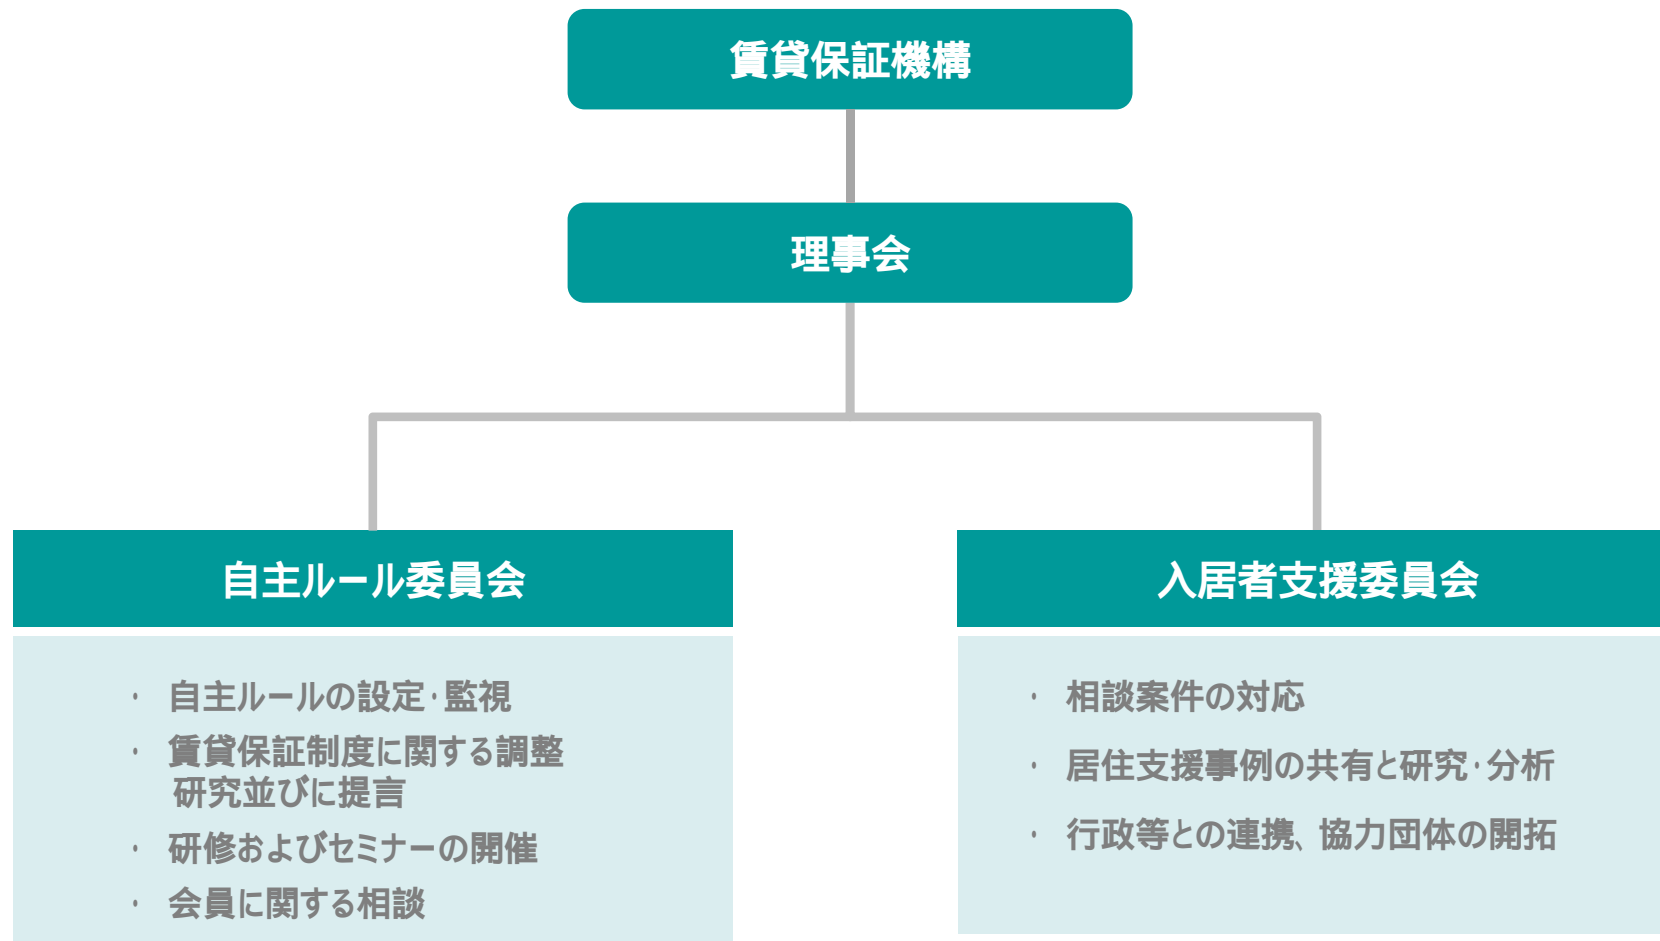 賃貸保証機構
理事会
自主ルール委員会
・ 自主ルールの設定・監視
・ 賃貸保証制度に関する調整
研究並びに提言
・ 研修およびセミナーの開催
・ 会員に関する相談
入居者支援委員会
・ 相談案件の対応
・ 居住支援事例の共有と研究・分析
・ 行政等との連携、協力団体の開拓